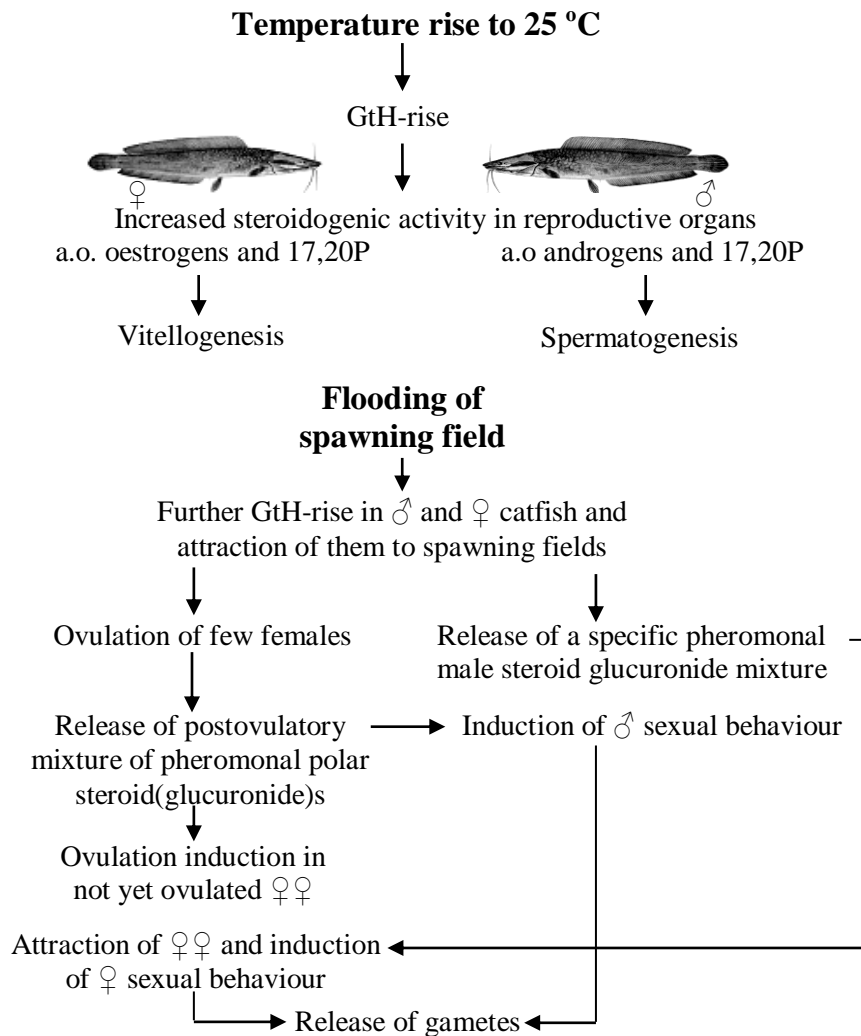 Temperature rise to 25 ºC
GtH-rise
♀
♂
Increased steroidogenic activity in reproductive organs
a.o. oestrogens and 17,20P
a.o androgens and 17,20P
Vitellogenesis
Spermatogenesis
Flooding of
spawning field
Further GtH-rise in ♂ and ♀ catfish and
attraction of them to spawning fields
Ovulation of few females
Release of a specific pheromonal
male steroid glucuronide mixture
Release of postovulatory
mixture of pheromonal polar
steroid(glucuronide)s
Induction of ♂ sexual behaviour
Ovulation induction in
not yet ovulated ♀♀
Attraction of ♀♀ and induction
of ♀ sexual behaviour
Release of gametes